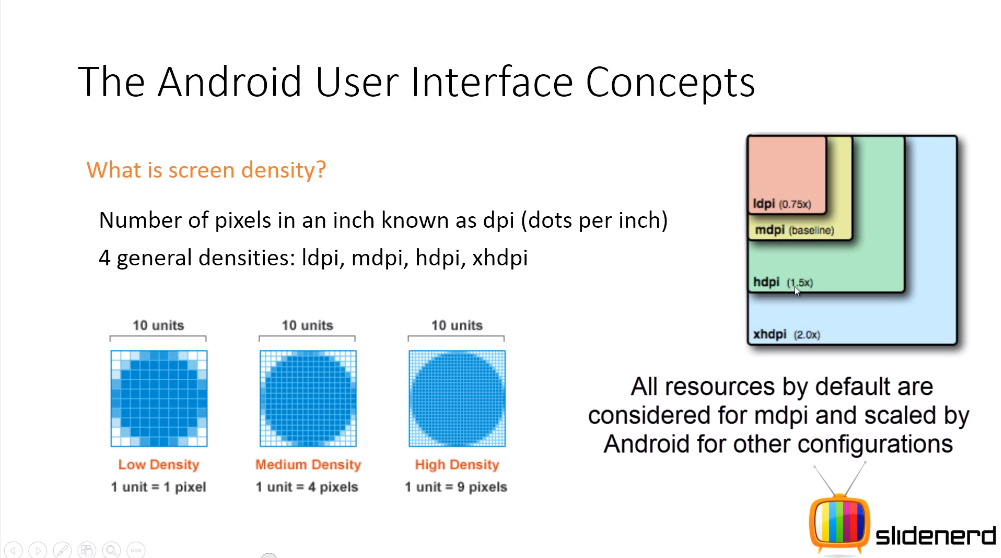 The Android User Interface Concepts
What is screen density?
Number of pixels in an inch known as dpi (dots per inch)
4 general densities: ldpi, mdpi, hdpi, xhdpi
10 units
10 units
10 units
Low Density
Medium Density
High Density
1 unit = 1 pixel
1 unit = 4 pixels
1 unit = 9 pixels
ldpi (0.75x)
mdpi (baseline)
hdpi (1.5x)
xhdpi (2.0x)
All resources by default are
considered for mdpi and scaled by
Android for other configurations
slidenerd